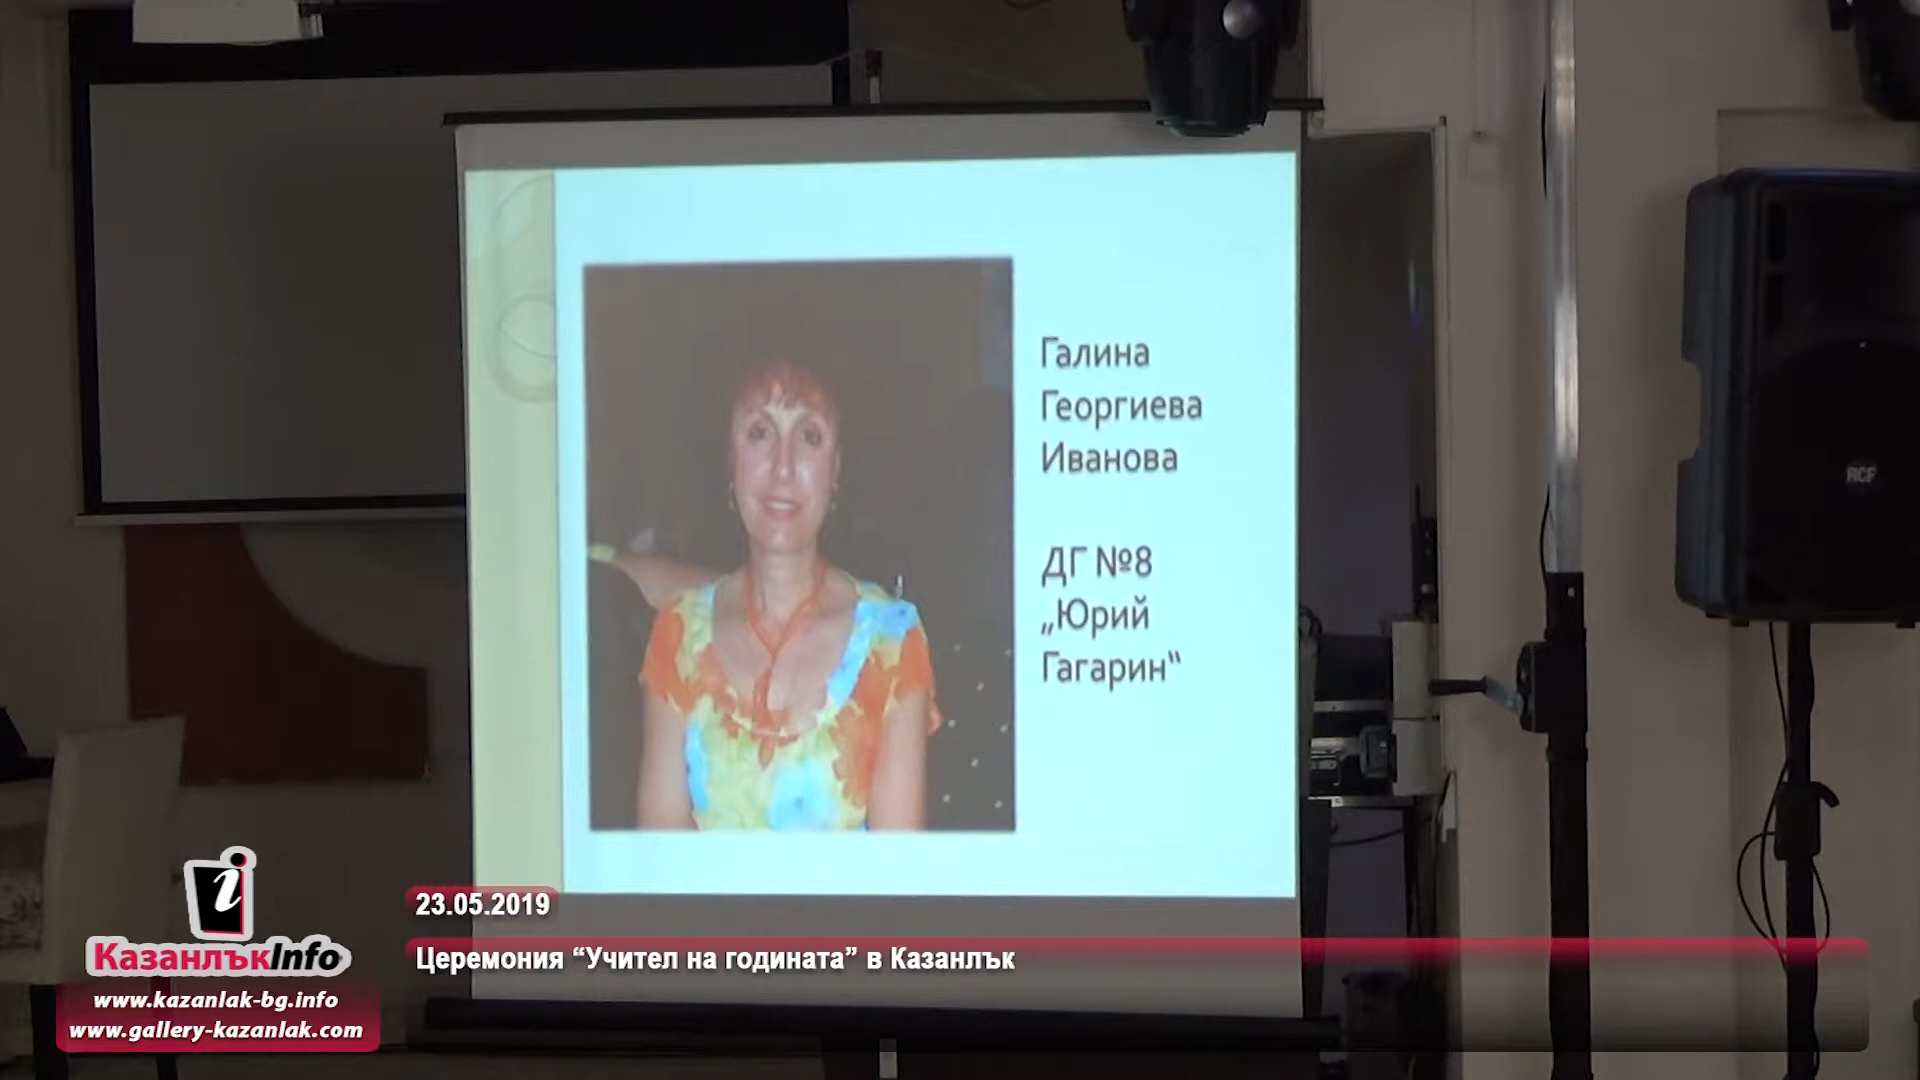 Галина
Георгиева
Иванова
ДГ №8
„Юрий
Гагарин“
RCF
23.05.2019
Церемония “Учител на годината” в Казанлък
i
КазанлъкInfo
www.kazanlak-bg.info
www.gallery-kazanlak.com